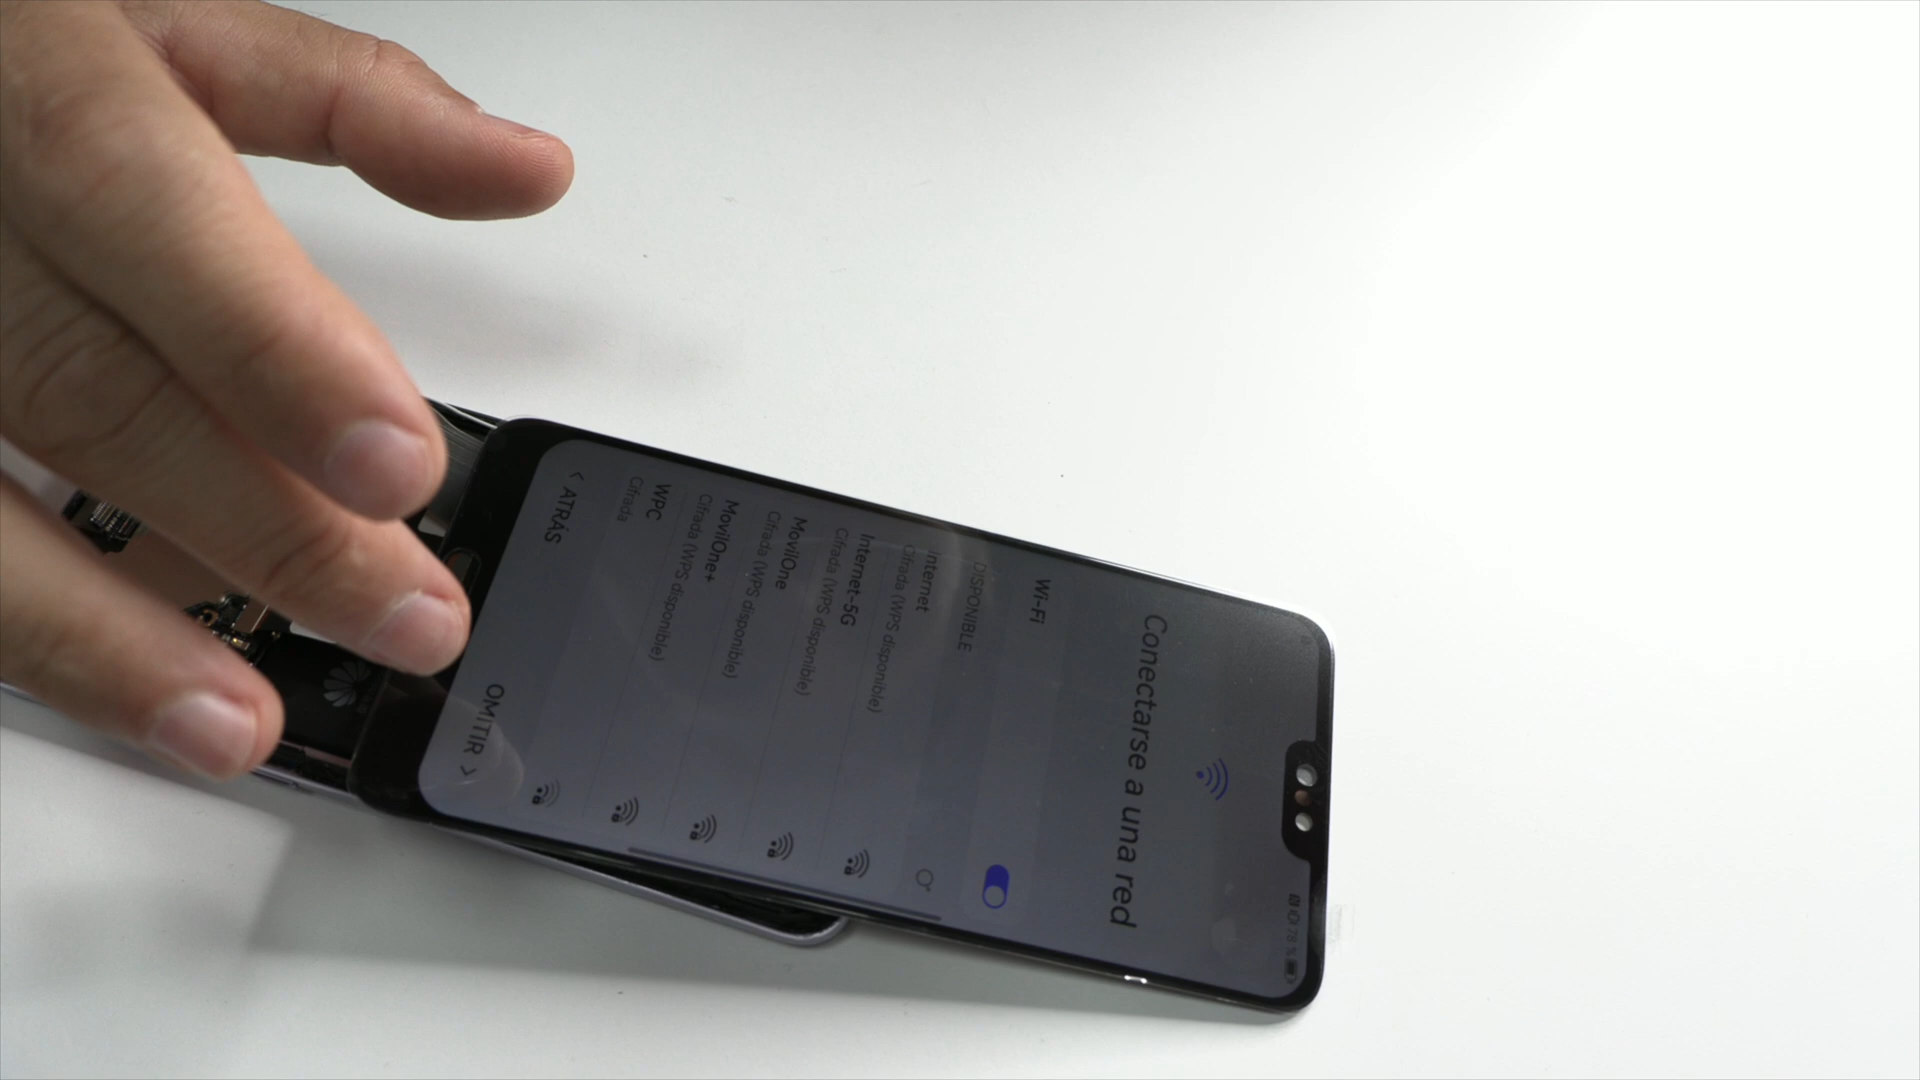 78 %
Conectarse a una red
Wi-Fi
DISPONIBLE
Internet
Cifrada (WPS disponible)
Internet-5G
Cifrada (WPS disponible)
MovilOne
Cifrada (WPS disponible)
MovilOne+
Cifrada (WPS disponible)
WPC
Cifrada
< ATRÁS
OMITIR >